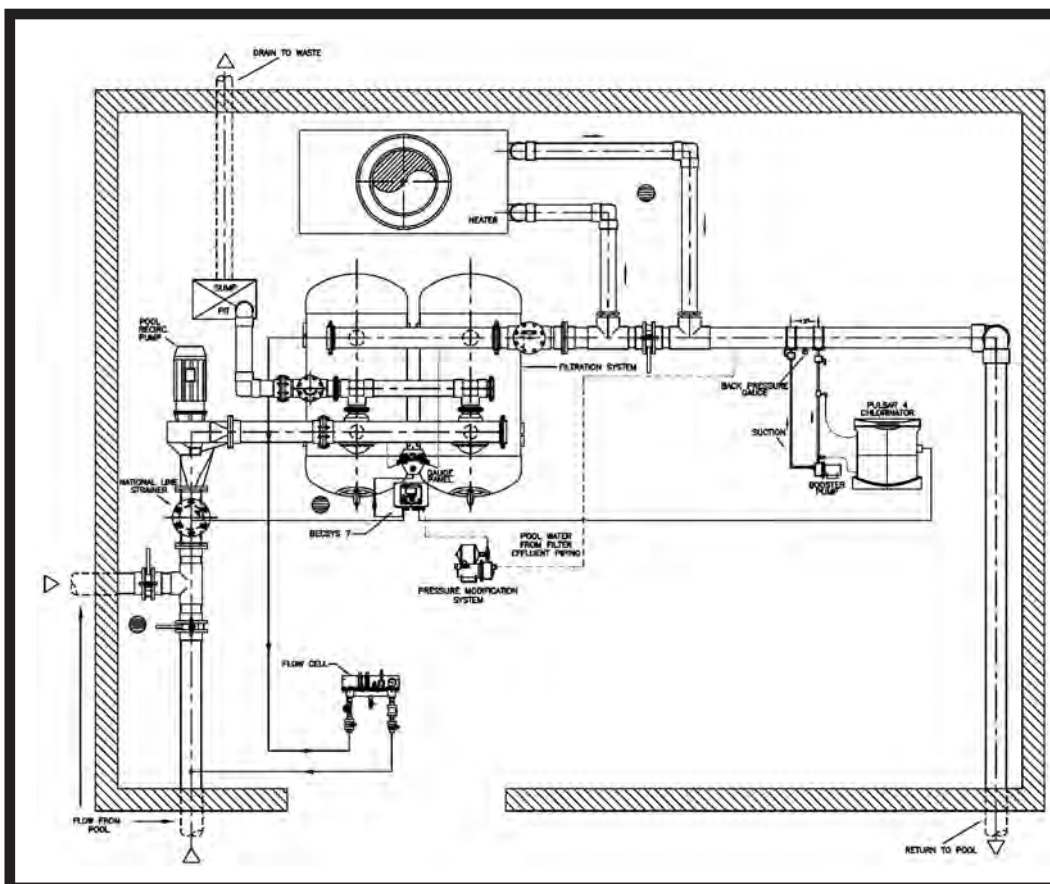 DRAIN TO WASTE
HEATER
SUMP
PIT
POOL
RECIRC.
PUMP
FILTRATION SYSTEM
BACK PRESSURE
GAUGE
PULSAR 4
CHLORINATOR
SUCTION
BOOSTER
PUMP
NATIONAL LINE
STRAINER
GAUGE
PANEL
BECSYS 7
POOL WATER
FROM FILTER
EFFLUENT PIPING
PRESSURE MODIFICATION
SYSTEM
FLOW CELL
FLOW FROM
POOL
RETURN TO POOL